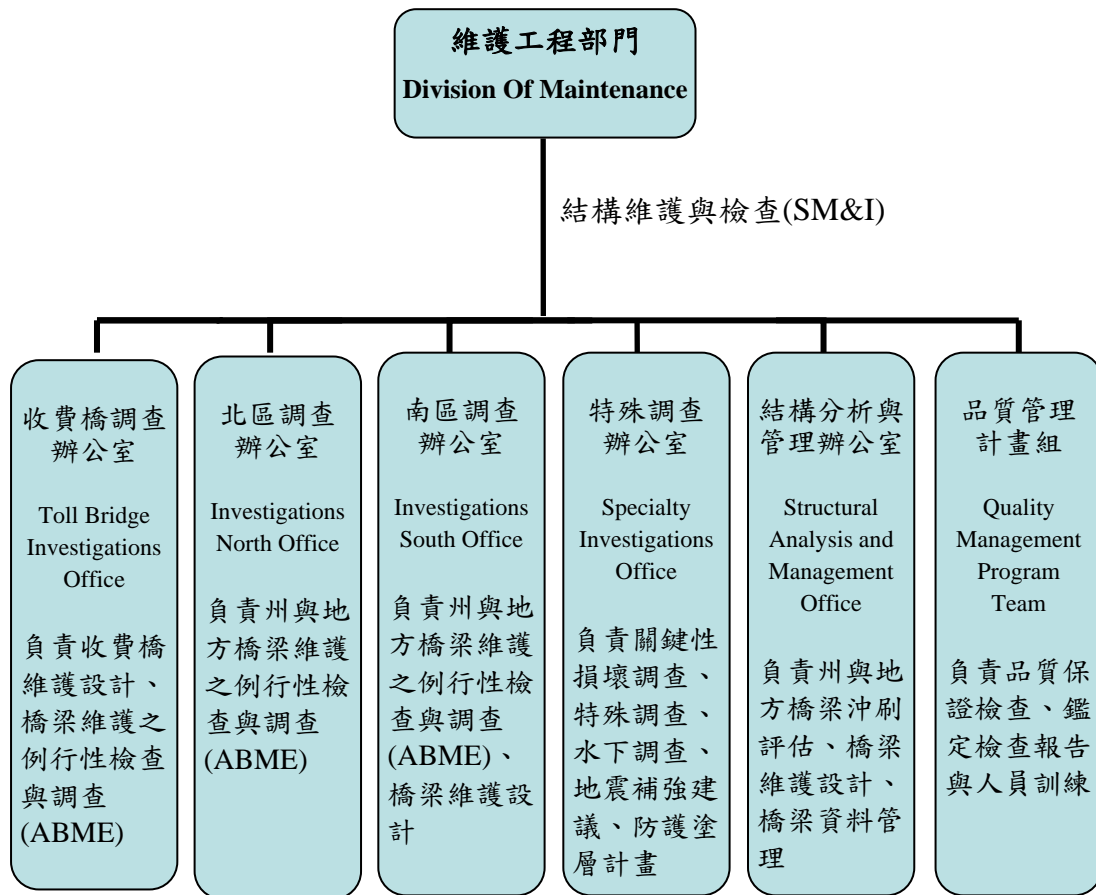 維護工程部門
Division Of Maintenance
結構維護與檢查(SM&I)
收費橋調查
辦公室
Toll Bridge
Investigations
Office
負責收費橋
維護設計、
橋梁維護之
例行性檢查
與調查
(ABME)
北區調查
辦公室
Investigations
North Office
負責州與地
方橋梁維護
之例行性檢
查與調查
(ABME)
南區調查
辦公室
Investigations
South Office
負責州與地
方橋梁維護
之例行性檢
查與調查
(ABME)、
橋梁維護設
計
特殊調查
辦公室
Specialty
Investigations
Office
負責關鍵性
損壞調查、
特殊調查、
水下調查、
地震補強建
議、防護塗
層計畫
結構分析與
管理辦公室
Structural
Analysis and
Management
Office
負責州與地
方橋梁沖刷
評估、橋梁
維護設計、
橋梁資料管
理
品質管理
計畫組
Quality
Management
Program
Team
負責品質保
證檢查、鑑
定檢查報告
與人員訓練